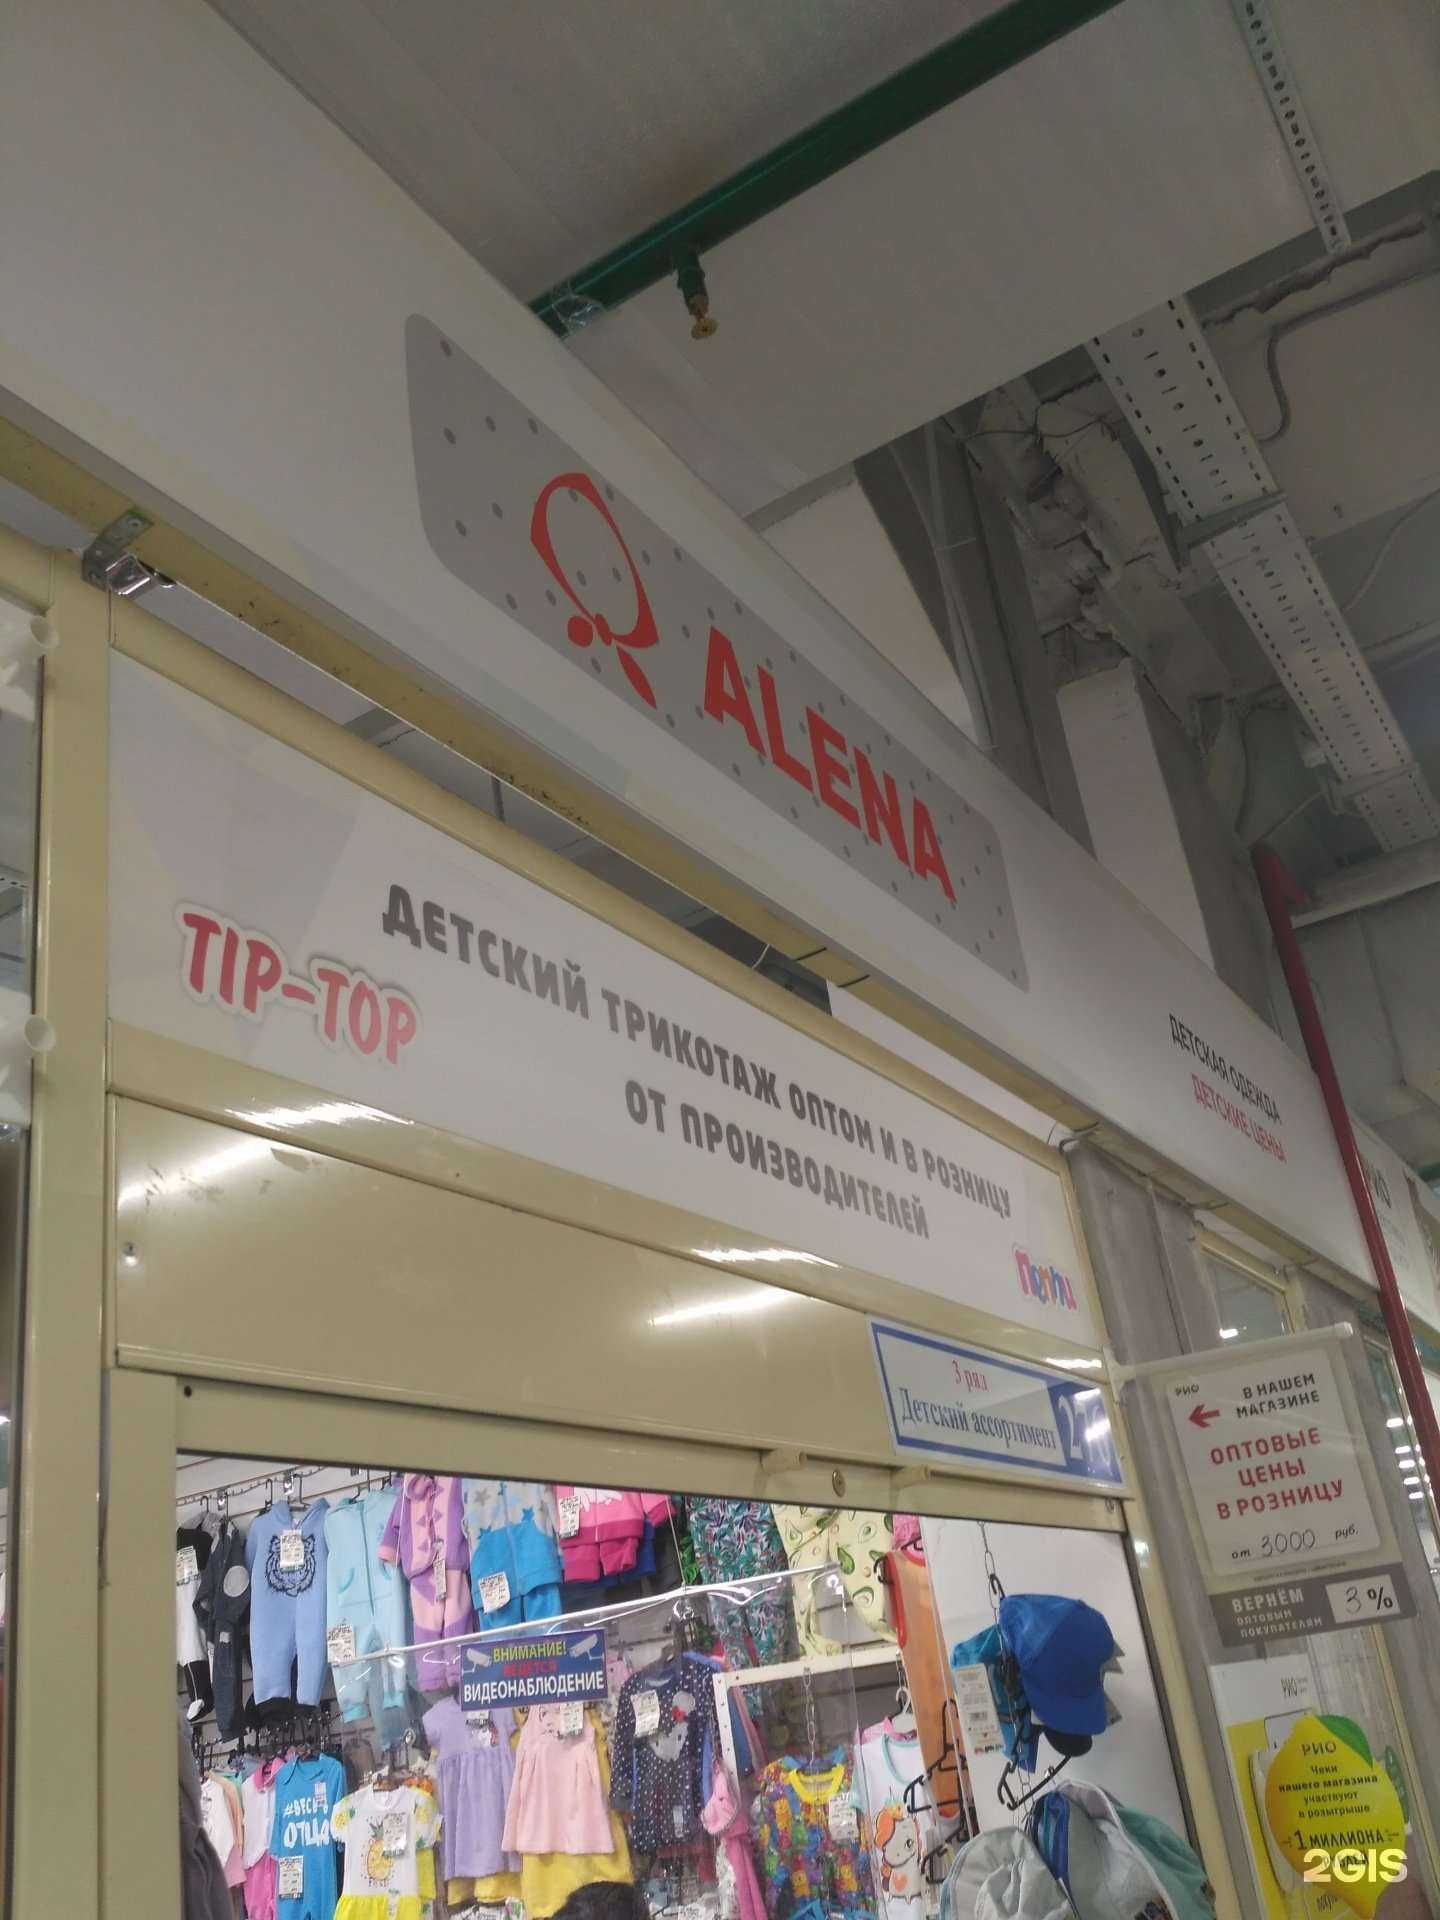 ALENA
TIP-TOP
ДЕТСКИЙ ТРИКОТАЖ ОПТОМ И В РОЗНИЦУ
ОТ ПРОИЗВОДИТЕЛЕЙ
ДЕТСКАЯ ОДЕЖДА
ДЕТСКИЕ ЦЕНЫ
3 ряд
Детский ассортимент
РИО
В НАШЕМ
МАГАЗИНЕ
ОПТОВЫЕ
ЦЕНЫ
В РОЗНИЦУ
от 3000 руб.
ВЕРНЁМ
ОПТОВЫМ
ПОКУПАТЕЛЯМ
3 %
ВНИМАНИЕ!
ВЕДЕТСЯ
ВИДЕОНАБЛЮДЕНИЕ
РИО
Чеки
нашего магазина
участвуют
в розыгрыше
1 МИЛЛИОНА
2GIS